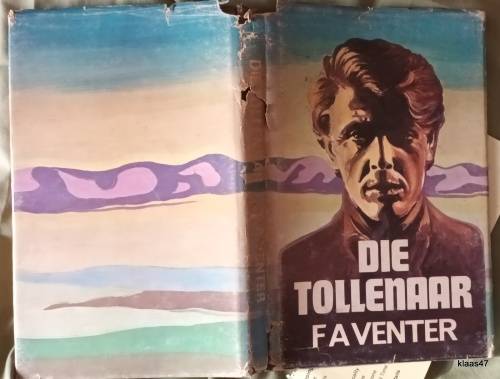 DIE
TOLLENAAR
F A VENTER
klaas47